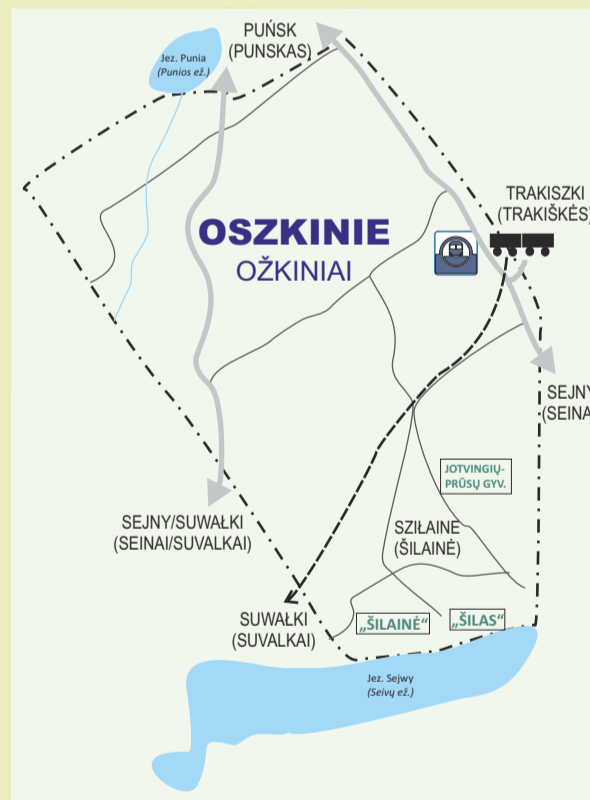 PUŃSK
(PUNSKAS)
Jez. Punia
(Punios ež.)
TRAKISZKI
(TRAKIŠKĖS)
OSZKINIE
OŽKINIAI
SEJNY
(SEINA
JOTVINGIŲ-
PRŪSŲ GYV.
SEJNY/SUWAŁKI
(SEINAI/SUVALKAI)
SZIŁAINE
(ŠILAINĖ)
SUWAŁKI
(SUVALKAI)
„ŠILAINĖ“
„ŠILAS“
Jez. Sejwy
(Seivų ež.)